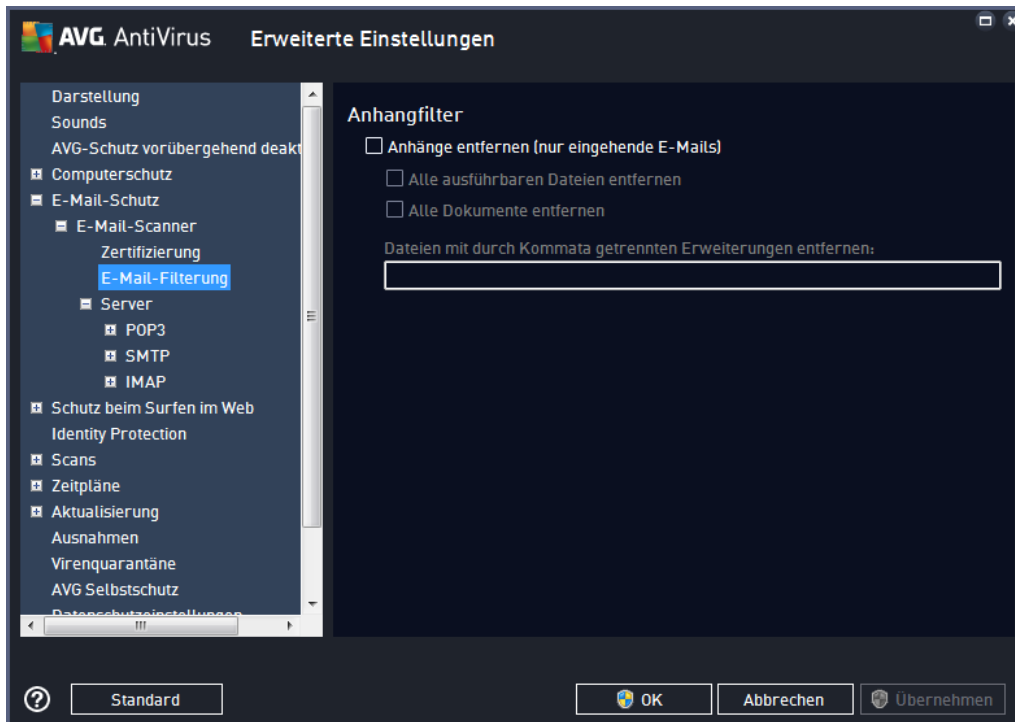 AVG AntiVirus Erweiterte Einstellungen
Darstellung
Sounds
AVG-Schutz vorübergehend deakt
Computerschutz
E-Mail-Schutz
E-Mail-Scanner
Zertifizierung
E-Mail-Filterung
Server
POP3
SMTP
IMAP
Schutz beim Surfen im Web
Identity Protection
Scans
Zeitpläne
Aktualisierung
Ausnahmen
Virenquarantäne
AVG Selbstschutz
Datenschutzeinstellungen
Anhangfilter
Anhänge entfernen (nur eingehende E-Mails)
Alle ausführbaren Dateien entfernen
Alle Dokumente entfernen
Dateien mit durch Kommata getrennten Erweiterungen entfernen:
Standard
OK
Abbrechen
Übernehmen